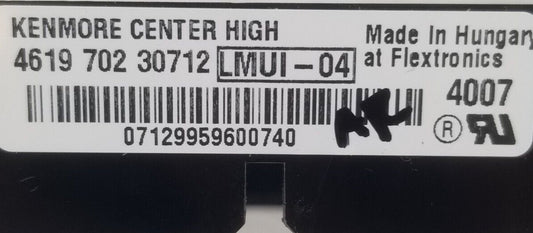 KENMORE CENTER HIGH
Made in Hungary
4619 702 30712 LMUI-04 at Flextronics
4007
07129959600740
R